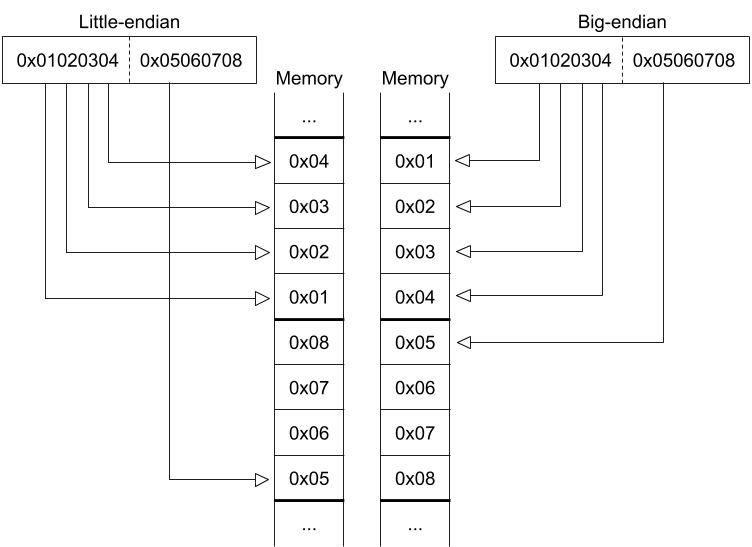 Little-endian
Big-endian
0x01020304 0x05060708
0x01020304 0x05060708
Memory Memory
... ...
0x04 0x01
0x03 0x02
0x02 0x03
0x01 0x04
0x08 0x05
0x07 0x06
0x06 0x07
0x05 0x08
... ...